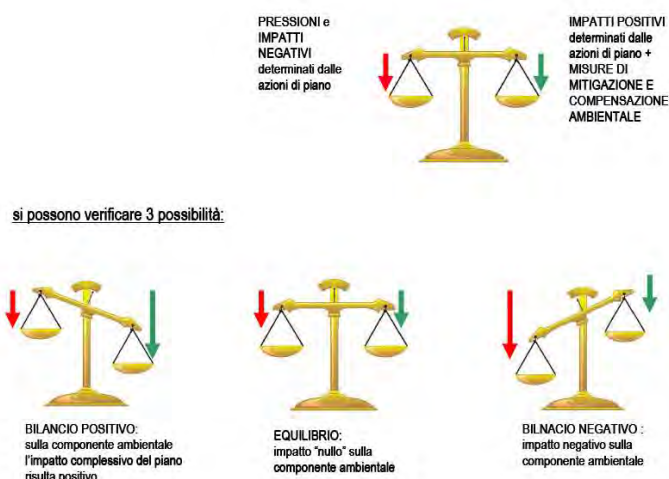 PRESSIONI e
IMPATTI
NEGATIVI
determinati dalle
azioni di piano
IMPATTI POSITIVI
determinati dalle
azioni di piano +
MISURE DI
MITIGAZIONE E
COMPENSAZIONE
AMBIENTALE
si possono verificare 3 possibilità:
BILANCIO POSITIVO:
sulla componente ambientale
l'impatto complessivo del piano
risulta positivo
EQUILIBRIO:
impatto "nullo" sulla
componente ambientale
BILNACIO NEGATIVO :
impatto negativo sulla
componente ambientale